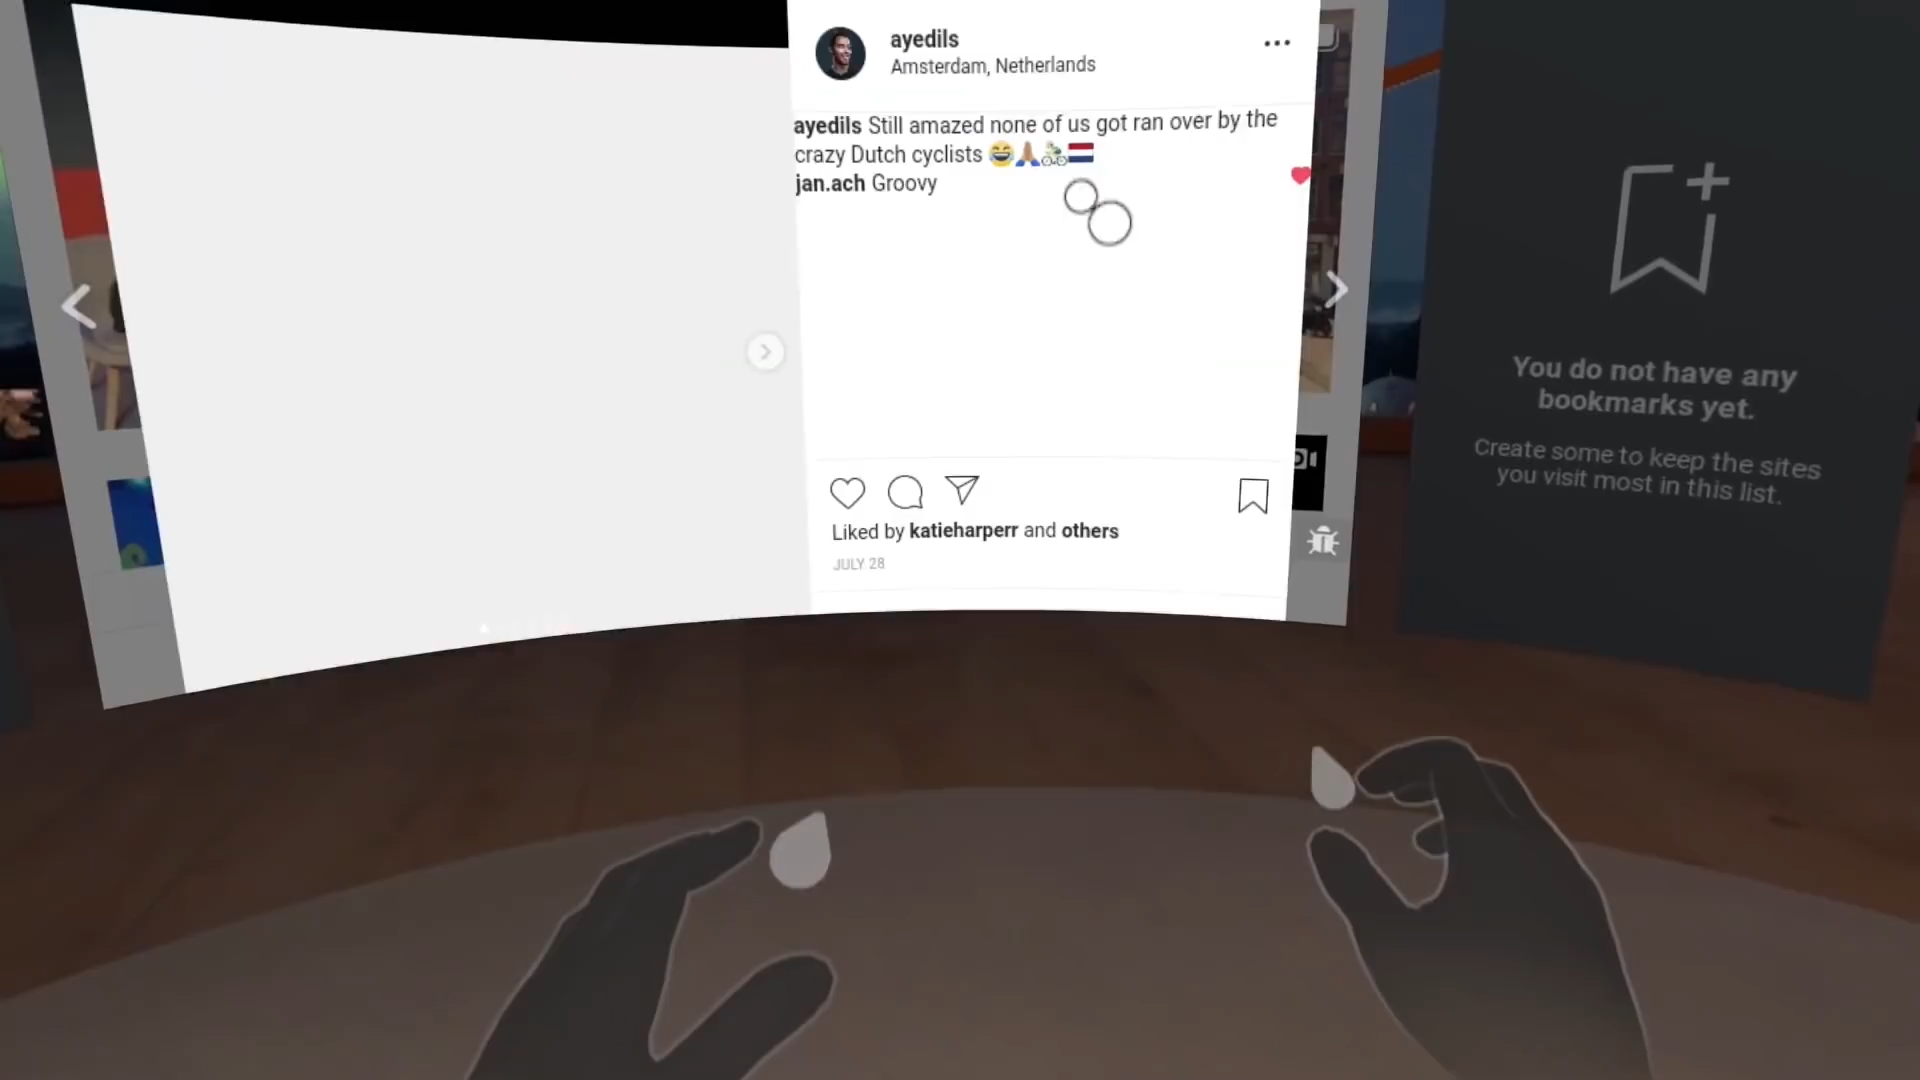 ayedils
Amsterdam, Netherlands
ayedils Still amazed none of us got ran over by the
crazy Dutch cyclists 😂🙏🏽🚴🇳🇱
jan.ach Groovy
Liked by katieharperr and others
JULY 28
You do not have any
bookmarks yet.
Create some to keep the sites
you visit most in this list.